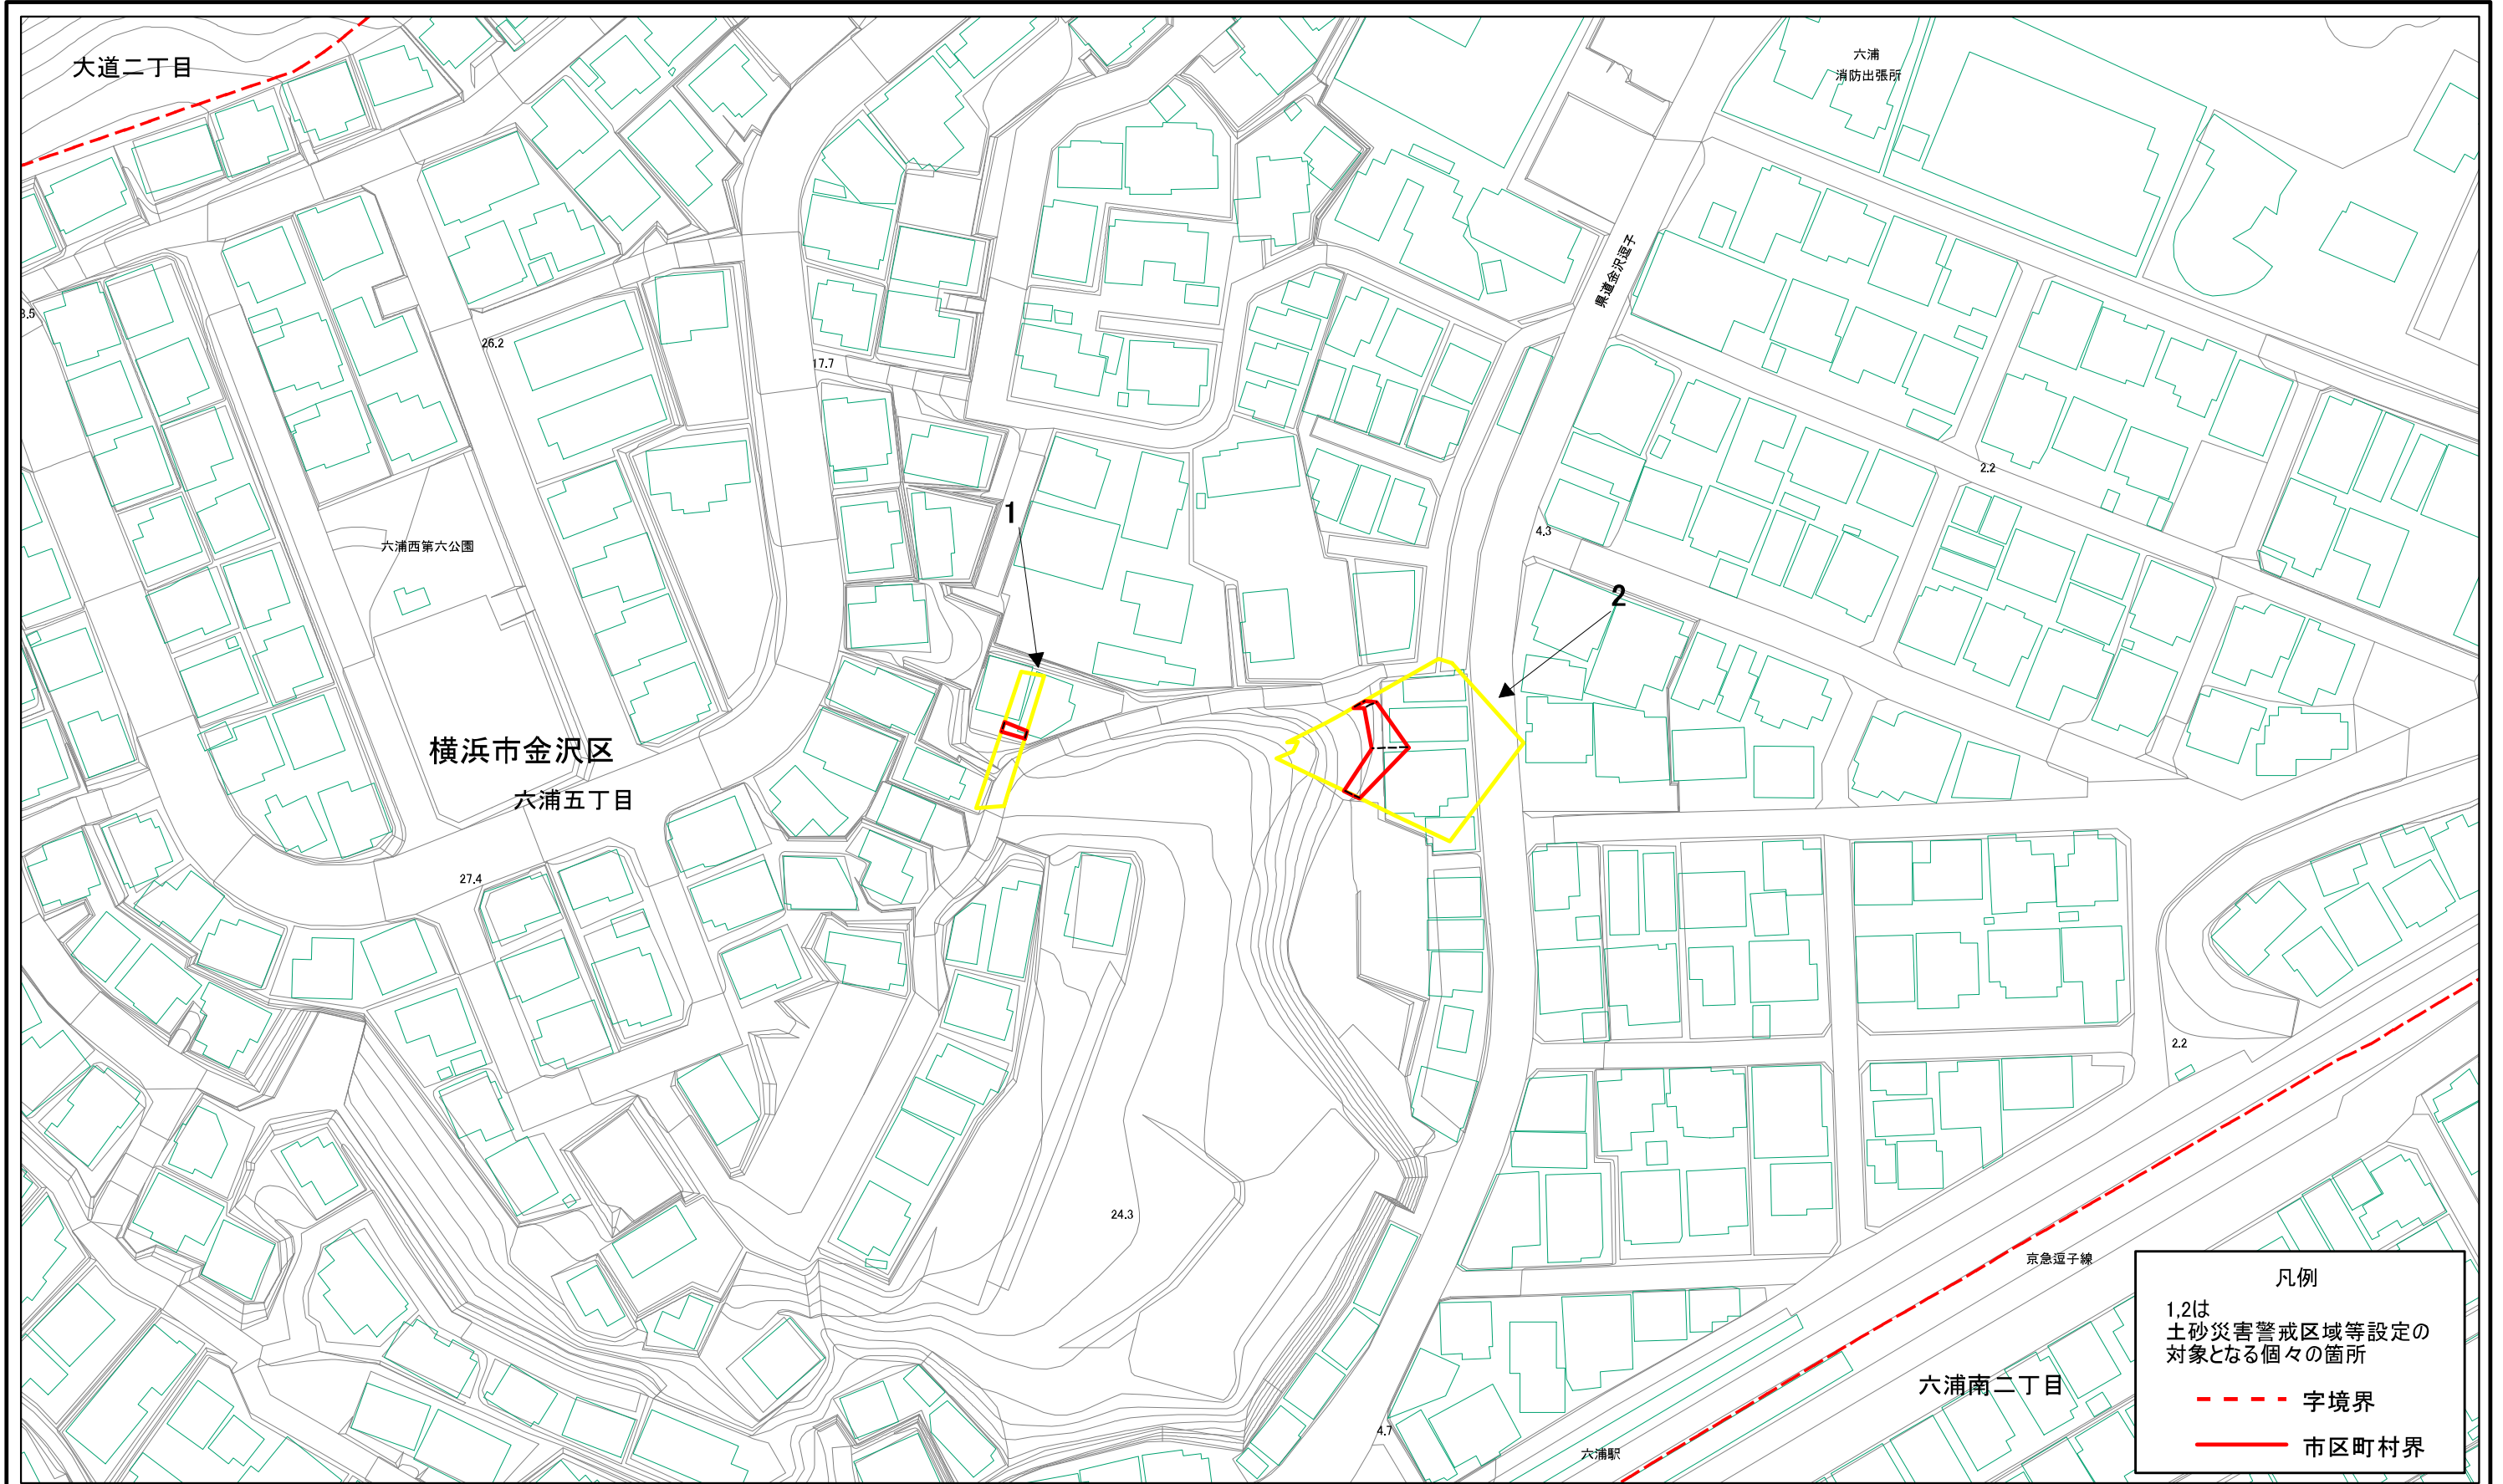 大道二丁目
六浦
消防出張所
県道金沢逗子
3.5
26.2
17.7
2.2
1
4.3
六浦西第六公園
2
横浜市金沢区
六浦五丁目
27.4
2.2
24.3
京急逗子線
六浦南二丁目
4.7
六浦駅
凡例
1,2は
土砂災害警戒区域等設定の
対象となる個々の箇所
字境界
市区町村界